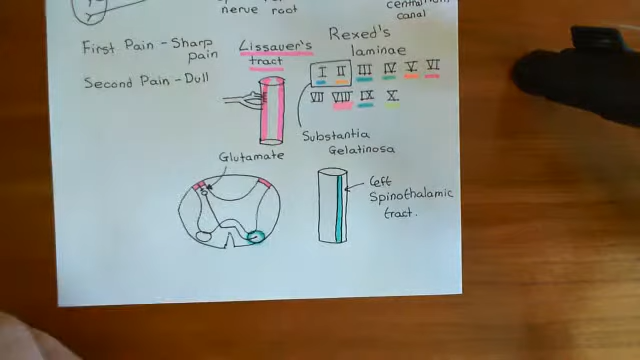 nerve root
canal
First Pain - Sharp
pain
Second Pain - Dull
Lissauer's
tract
Rexed's
laminae
I II III IV V VI
VII VIII IX X
Substantia
Gelatinosa
Glutamate
Left
Spinothalamic
tract.